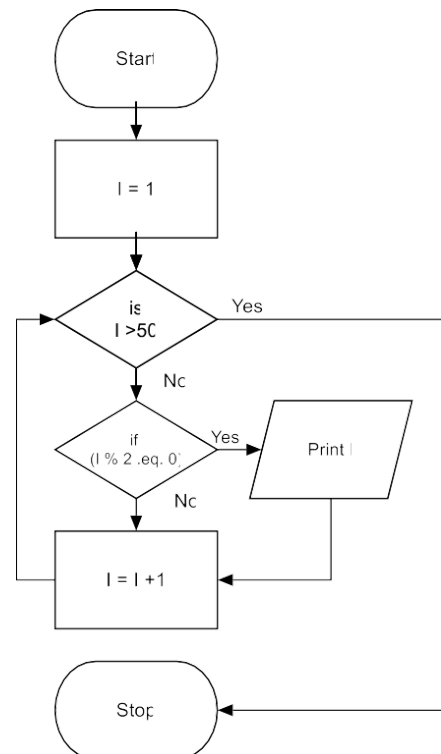 Start
I = 1
is
I >50
Yes
No
if
(I % 2 .eq. 0)
Yes
Print I
No
I = I +1
Stop